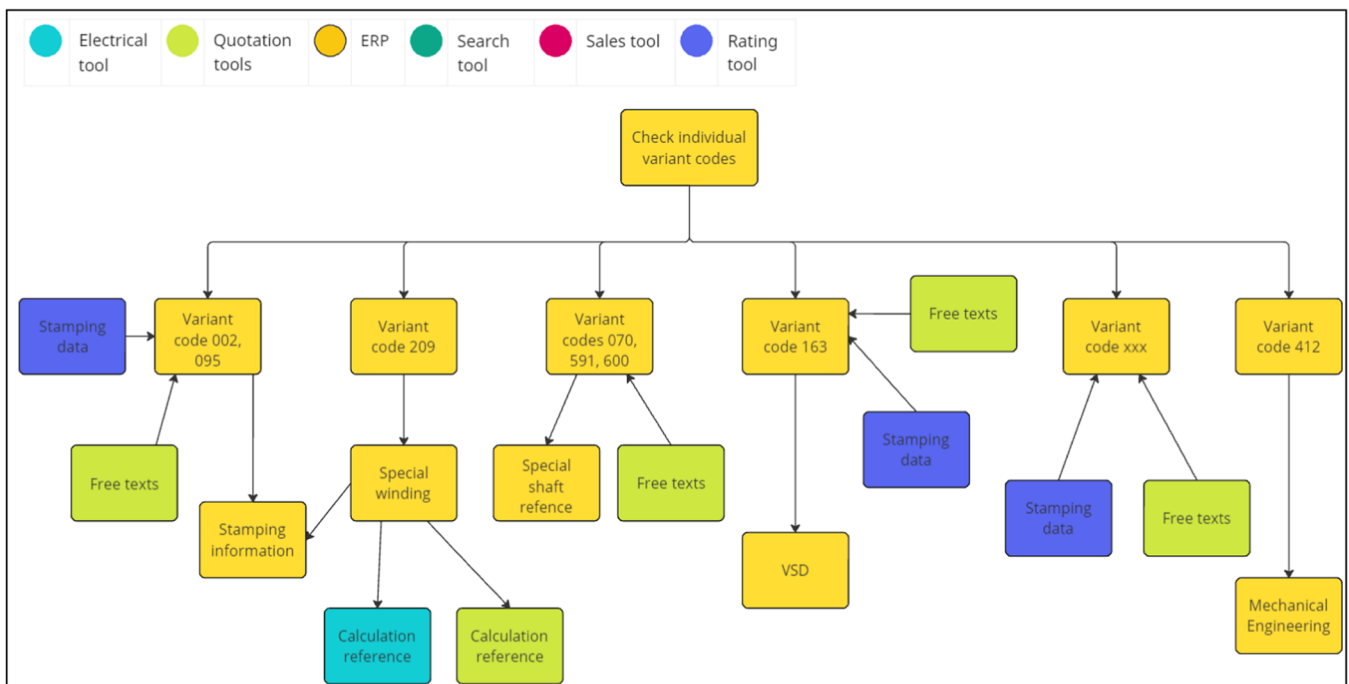 Electrical
tool
Quotation
tools
ERP
Search
tool
Sales tool
Rating
tool
Check individual
variant codes
Stamping
data
Variant
code 002,
095
Variant
code 209
Variant
codes 070,
591, 600
Variant
code 163
Free texts
Variant
code xxx
Variant
code 412
Free texts
Stamping
information
Special
winding
Special
shaft
refence
Free texts
Stamping
data
Stamping
data
Free texts
VSD
Mechanical
Engineering
Calculation
reference
Calculation
reference